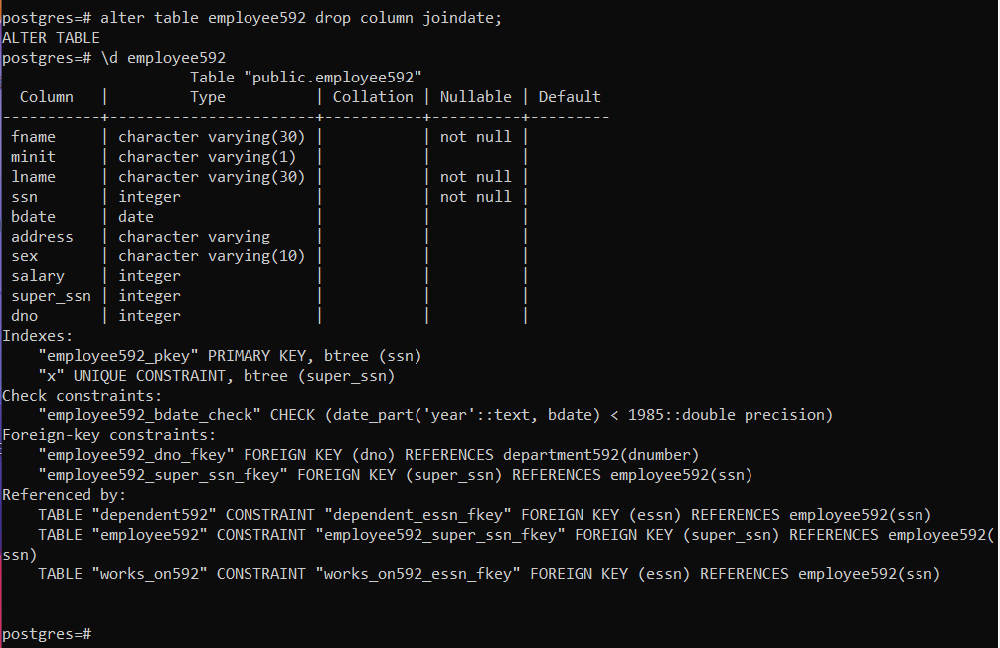 postgres=# alter table employee592 drop column joindate;
ALTER TABLE
postgres=# \d employee592
                     Table "public.employee592"
  Column   |         Type          | Collation | Nullable | Default
-----------+-----------------------+-----------+----------+---------
 fname     | character varying(30) |           | not null |
 minit     | character varying(1)  |           |          |
 lname     | character varying(30) |           | not null |
 ssn       | integer               |           | not null |
 bdate     | date                  |           |          |
 address   | character varying     |           |          |
 sex       | character varying(10) |           |          |
 salary    | integer               |           |          |
 super_ssn | integer               |           |          |
 dno       | integer               |           |          |
Indexes:
    "employee592_pkey" PRIMARY KEY, btree (ssn)
    "x" UNIQUE CONSTRAINT, btree (super_ssn)
Check constraints:
    "employee592_bdate_check" CHECK (date_part('year'::text, bdate) < 1985::double precision)
Foreign-key constraints:
    "employee592_dno_fkey" FOREIGN KEY (dno) REFERENCES department592(dnumber)
    "employee592_super_ssn_fkey" FOREIGN KEY (super_ssn) REFERENCES employee592(ssn)
Referenced by:
    TABLE "dependent592" CONSTRAINT "dependent_essn_fkey" FOREIGN KEY (essn) REFERENCES employee592(ssn)
    TABLE "employee592" CONSTRAINT "employee592_super_ssn_fkey" FOREIGN KEY (super_ssn) REFERENCES employee592(
ssn)
    TABLE "works_on592" CONSTRAINT "works_on592_essn_fkey" FOREIGN KEY (essn) REFERENCES employee592(ssn)
postgres=#